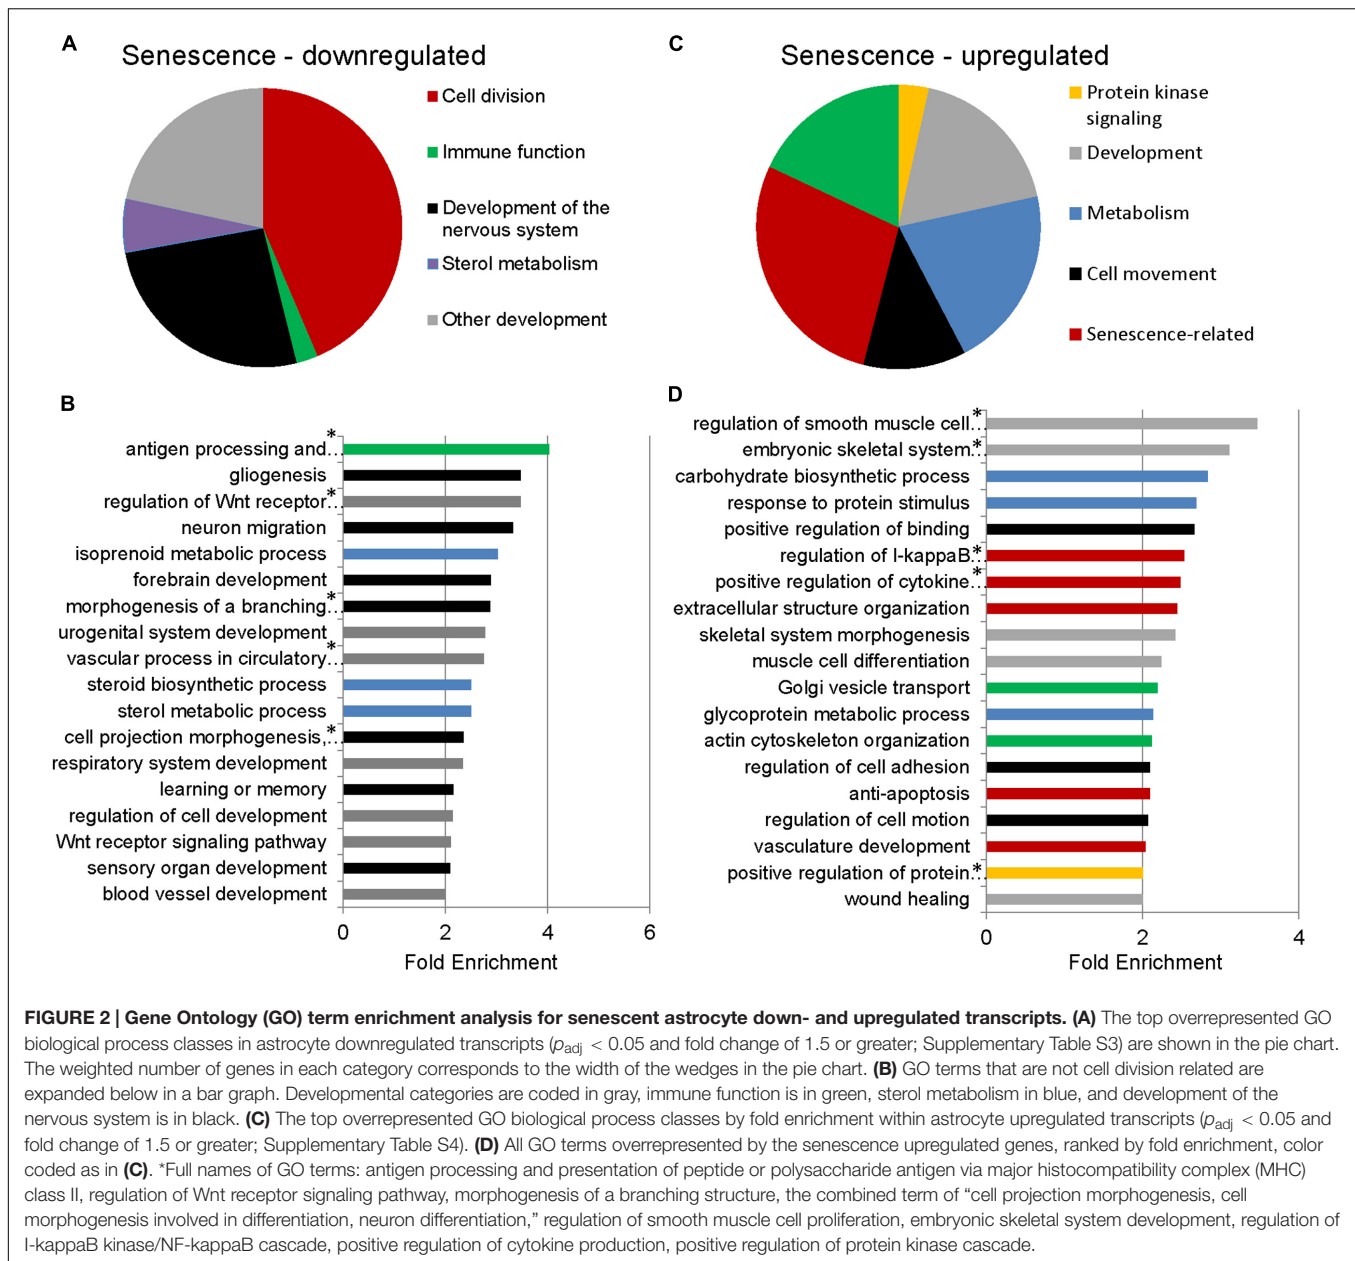 A
Senescence - downregulated
Cell division
Immune function
Development of the
nervous system
Sterol metabolism
Other development
C
Senescence - upregulated
Protein kinase
signaling
Development
Metabolism
Cell movement
Senescence-related
B
antigen processing and...*
gliogenesis
regulation of Wnt receptor...*
neuron migration
isoprenoid metabolic process
forebrain development
morphogenesis of a branching...*
urogenital system development
vascular process in circulatory...*
steroid biosynthetic process
sterol metabolic process
cell projection morphogenesis,...*
respiratory system development
learning or memory
regulation of cell development
Wnt receptor signaling pathway
sensory organ development
blood vessel development
0 2 4 6
Fold Enrichment
D
regulation of smooth muscle cell...*
embryonic skeletal system...*
carbohydrate biosynthetic process
response to protein stimulus
positive regulation of binding
regulation of I-kappaB...*
positive regulation of cytokine...*
extracellular structure organization
skeletal system morphogenesis
muscle cell differentiation
Golgi vesicle transport
glycoprotein metabolic process
actin cytoskeleton organization
regulation of cell adhesion
anti-apoptosis
regulation of cell motion
vasculature development
positive regulation of protein...*
wound healing
0 2 4
Fold Enrichment
FIGURE 2 | Gene Ontology (GO) term enrichment analysis for senescent astrocyte down- and upregulated transcripts. (A) The top overrepresented GO
biological process classes in astrocyte downregulated transcripts (padj < 0.05 and fold change of 1.5 or greater; Supplementary Table S3) are shown in the pie chart.
The weighted number of genes in each category corresponds to the width of the wedges in the pie chart. (B) GO terms that are not cell division related are
expanded below in a bar graph. Developmental categories are coded in gray, immune function is in green, sterol metabolism in blue, and development of the
nervous system is in black. (C) The top overrepresented GO biological process classes by fold enrichment within astrocyte upregulated transcripts (padj < 0.05 and
fold change of 1.5 or greater; Supplementary Table S4). (D) All GO terms overrepresented by the senescence upregulated genes, ranked by fold enrichment, color
coded as in (C). *Full names of GO terms: antigen processing and presentation of peptide or polysaccharide antigen via major histocompatibility complex (MHC)
class II, regulation of Wnt receptor signaling pathway, morphogenesis of a branching structure, the combined term of “cell projection morphogenesis, cell
morphogenesis involved in differentiation, neuron differentiation,” regulation of smooth muscle cell proliferation, embryonic skeletal system development, regulation of
I-kappaB kinase/NF-kappaB cascade, positive regulation of cytokine production, positive regulation of protein kinase cascade.